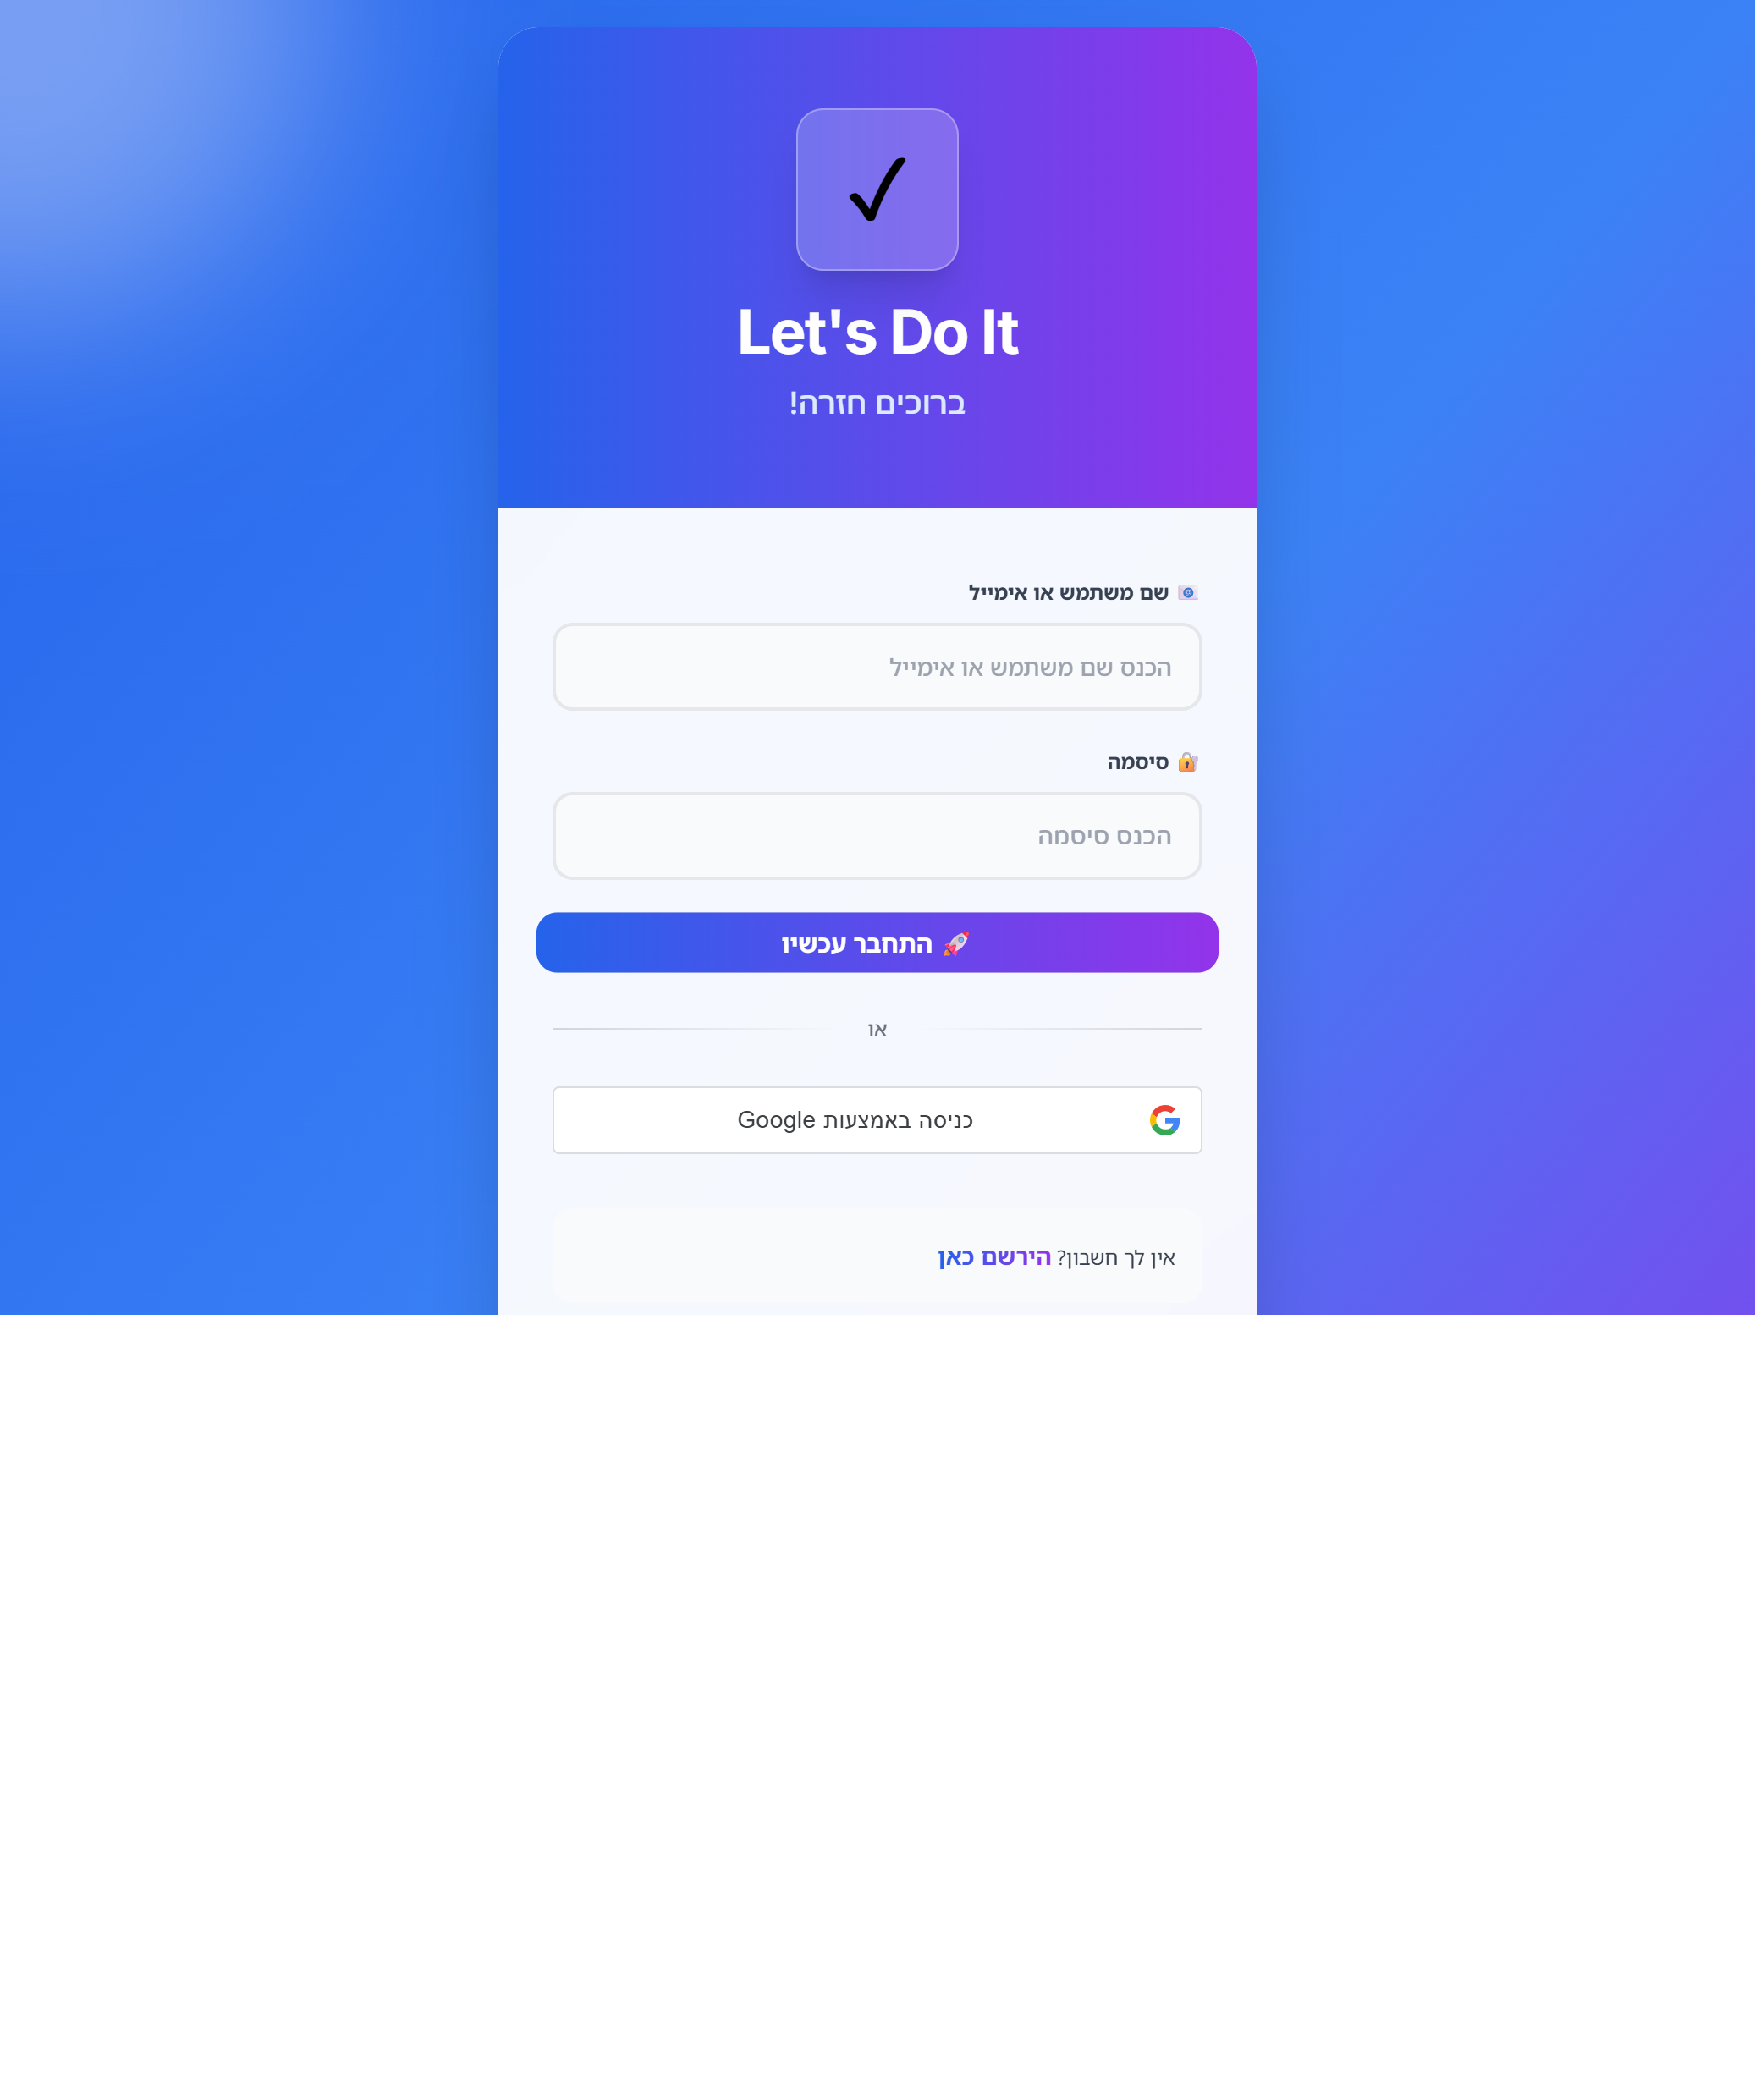 ✓
Let's Do It
ברוכים חזרה!
📧 שם משתמש או אימייל
הכנס שם משתמש או אימייל
🔐 סיסמה
הכנס סיסמה
🚀 התחבר עכשיו
או
כניסה באמצעות Google
אין לך חשבון? הירשם כאן